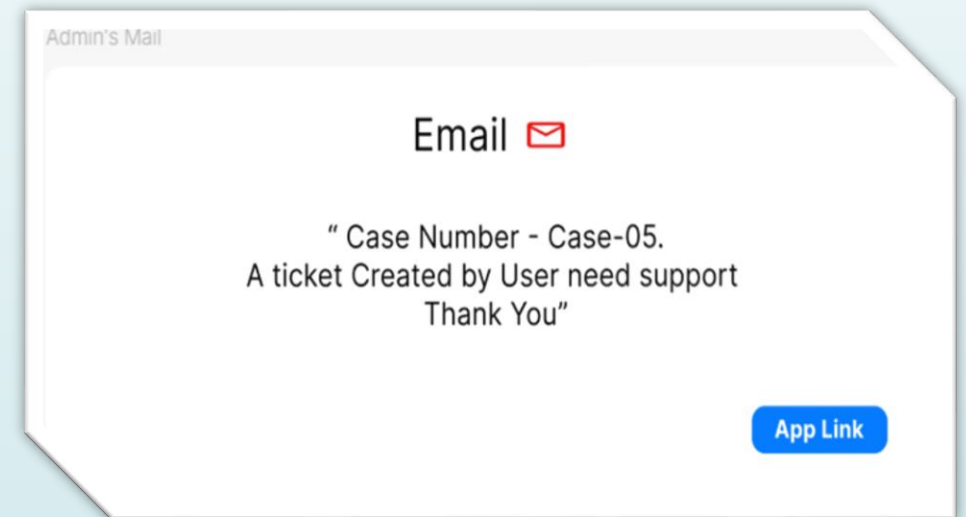 Admin's Mail
Email
“ Case Number - Case-05.
A ticket Created by User need support
Thank You”
App Link